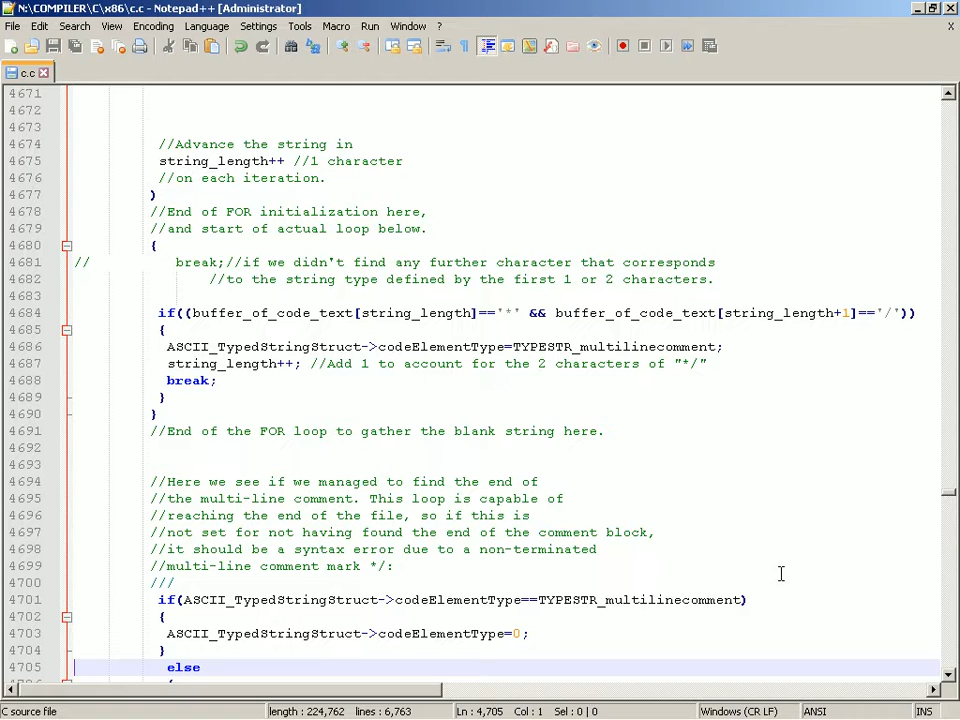 N:\COMPILER\C\x86\c.c - Notepad++ [Administrator]
File Edit Search View Encoding Language Settings Tools Macro Run Window ? X
c.c
4671
4672
4673
4674 //Advance the string in
4675 string_length++ //1 character
4676 //on each iteration.
4677 )
4678 //End of FOR initialization here,
4679 //and start of actual loop below.
4680 {
4681 // break;//if we didn't find any further character that corresponds
4682 //to the string type defined by the first 1 or 2 characters.
4683
4684 if((buffer_of_code_text[string_length]=='*' && buffer_of_code_text[string_length+1]=='/'))
4685 {
4686 ASCII_TypedStringStruct->codeElementType=TYPESTR_multilinecomment;
4687 string_length++; //Add 1 to account for the 2 characters of "*/"
4688 break;
4689 }
4690 }
4691 //End of the FOR loop to gather the blank string here.
4692
4693
4694 //Here we see if we managed to find the end of
4695 //the multi-line comment. This loop is capable of
4696 //reaching the end of the file, so if this is
4697 //not set for not having found the end of the comment block,
4698 //it should be a syntax error due to a non-terminated
4699 //multi-line comment mark */:
4700 ///
4701 if(ASCII_TypedStringStruct->codeElementType==TYPESTR_multilinecomment)
4702 {
4703 ASCII_TypedStringStruct->codeElementType=0;
4704 }
4705 else
C source file length : 224,762 lines : 6,763 Ln : 4,705 Col : 1 Sel : 0 | 0 Windows (CR LF) ANSI INS